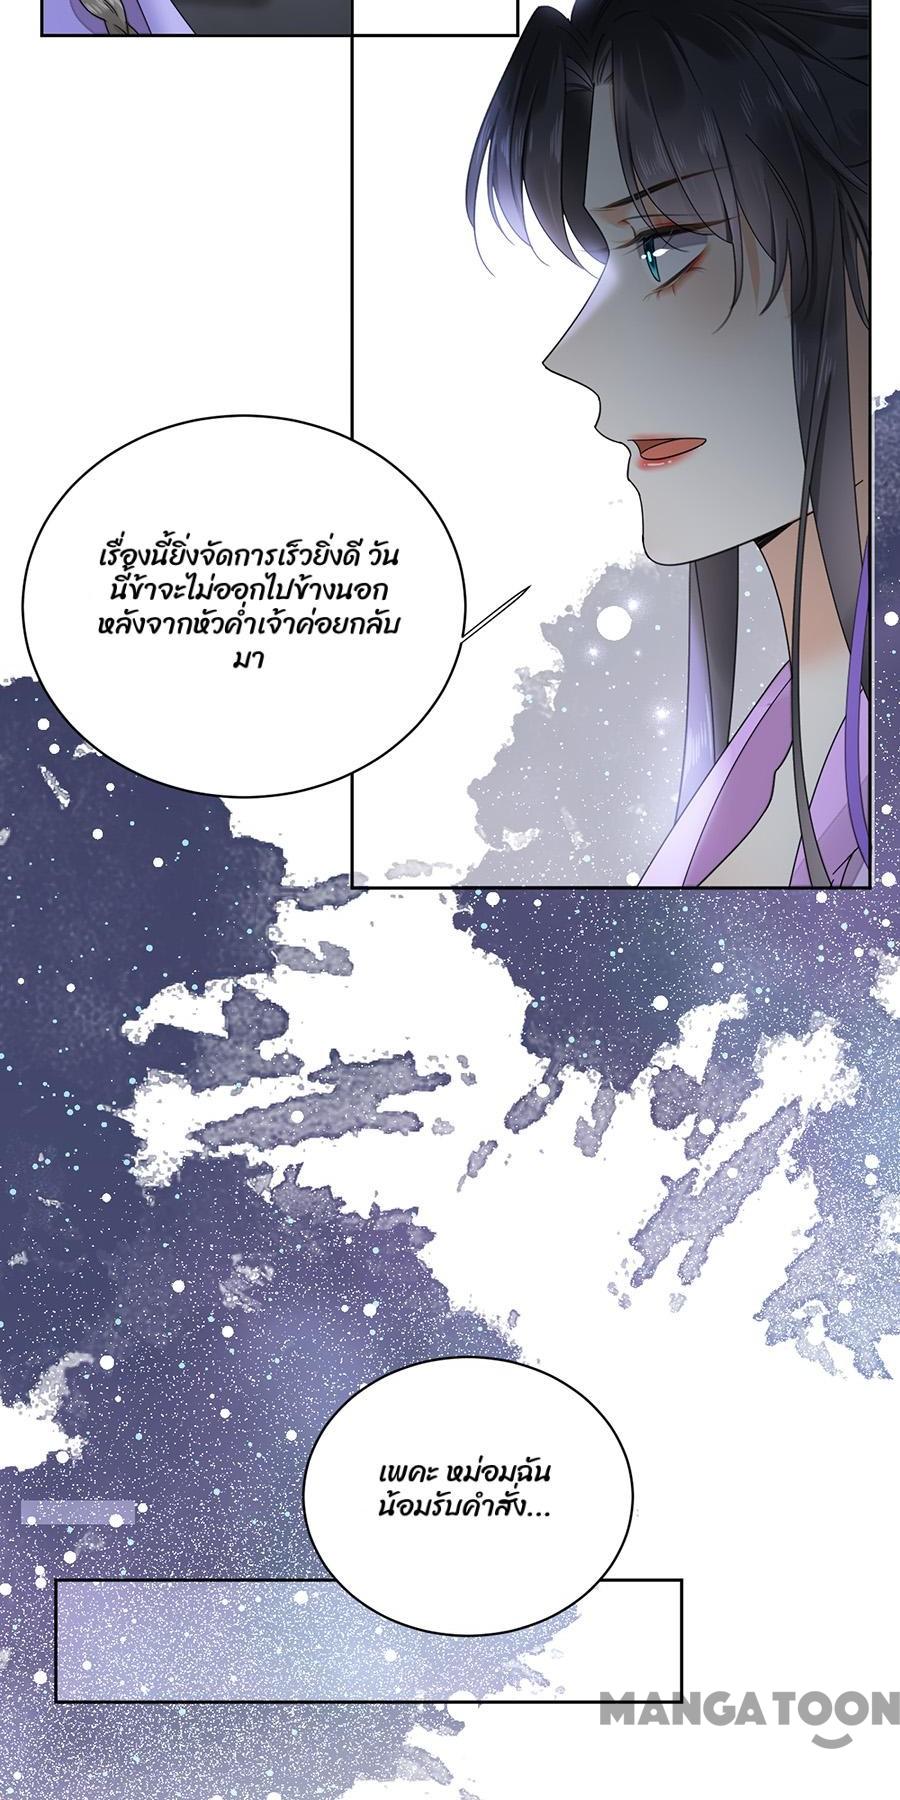 เรื่องนี้ยิ่งจัดการเร็วยิ่งดี วัน
นี้ข้าจะไม่ออกไปข้างนอก
หลังจากหัวค่ำเจ้าค่อยกลับ
มา
เพคะ หม่อมฉัน
น้อมรับคำสั่ง...
MANGATOON